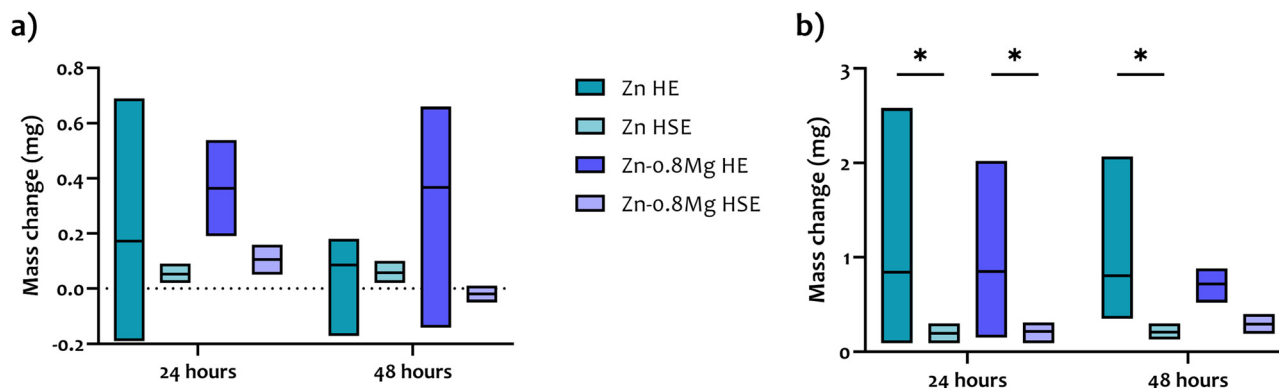 a)
Mass change (mg)
0.8
0.6
0.4
0.2
0.0
-0.2
24 hours
48 hours
Zn HE
Zn HSE
Zn-0.8Mg HE
Zn-0.8Mg HSE
b)
Mass change (mg)
3
2
1
0
* * *
24 hours
48 hours